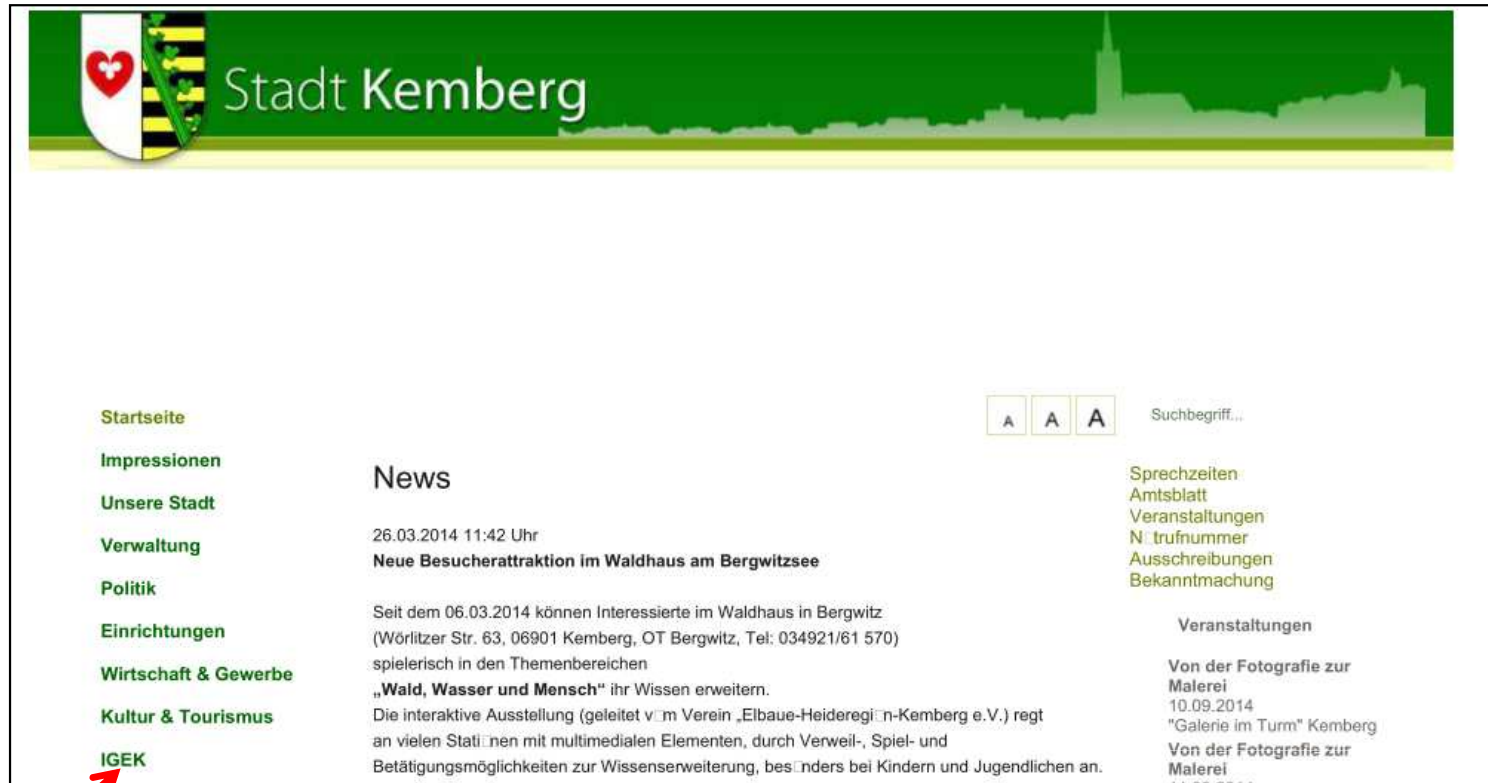 Stadt Kemberg
Startseite
Impressionen
Unsere Stadt
Verwaltung
Politik
Einrichtungen
Wirtschaft & Gewerbe
Kultur & Tourismus
IGEK
A A A
Suchbegriff...
News
26.03.2014 11:42 Uhr
Neue Besucherattraktion im Waldhaus am Bergwitzsee
Seit dem 06.03.2014 können Interessierte im Waldhaus in Bergwitz
(Wörlitzer Str. 63, 06901 Kemberg, OT Bergwitz, Tel: 034921/61 570)
spielerisch in den Themenbereichen
„Wald, Wasser und Mensch“ ihr Wissen erweitern.
Die interaktive Ausstellung (geleitet v□m Verein „Elbaue-Heideregi□n-Kemberg e.V.) regt
an vielen Stati□nen mit multimedialen Elementen, durch Verweil-, Spiel- und
Betätigungsmöglichkeiten zur Wissenserweiterung, bes□nders bei Kindern und Jugendlichen an.
Sprechzeiten
Amtsblatt
Veranstaltungen
N□trufnummer
Ausschreibungen
Bekanntmachung
Veranstaltungen
Von der Fotografie zur
Malerei
10.09.2014
"Galerie im Turm" Kemberg
Von der Fotografie zur
Malerei